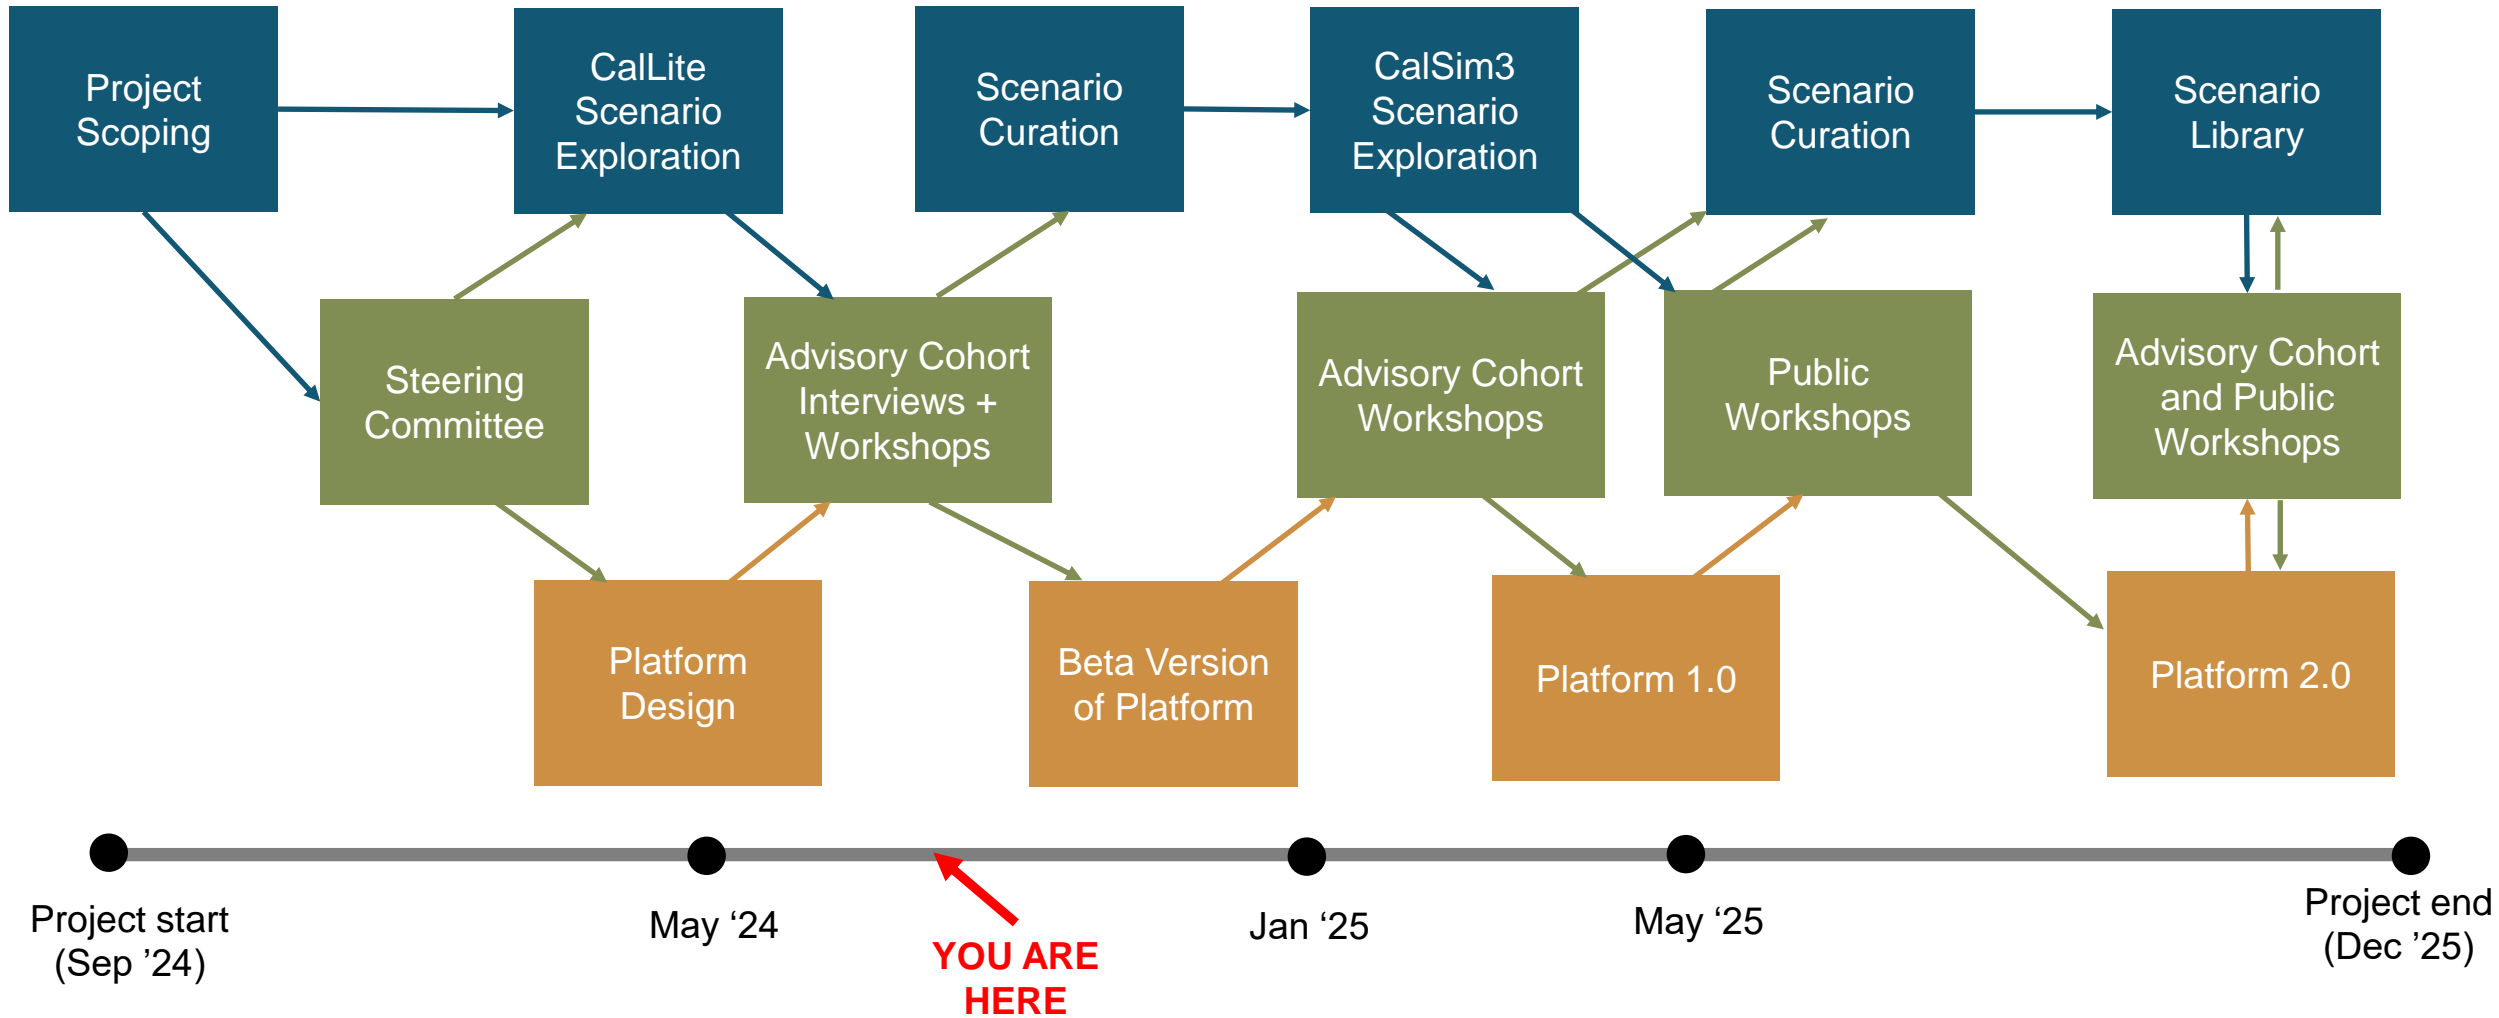 Project
Scoping
CalLite
Scenario
Exploration
Scenario
Curation
CalSim3
Scenario
Exploration
Scenario
Curation
Scenario
Library
Steering
Committee
Advisory Cohort
Interviews +
Workshops
Advisory Cohort
Workshops
Public
Workshops
Advisory Cohort
and Public
Workshops
Platform
Design
Beta Version
of Platform
Platform 1.0
Platform 2.0
Project start
(Sep ’24)
May ‘24
YOU ARE
HERE
Jan ‘25
May ‘25
Project end
(Dec ’25)